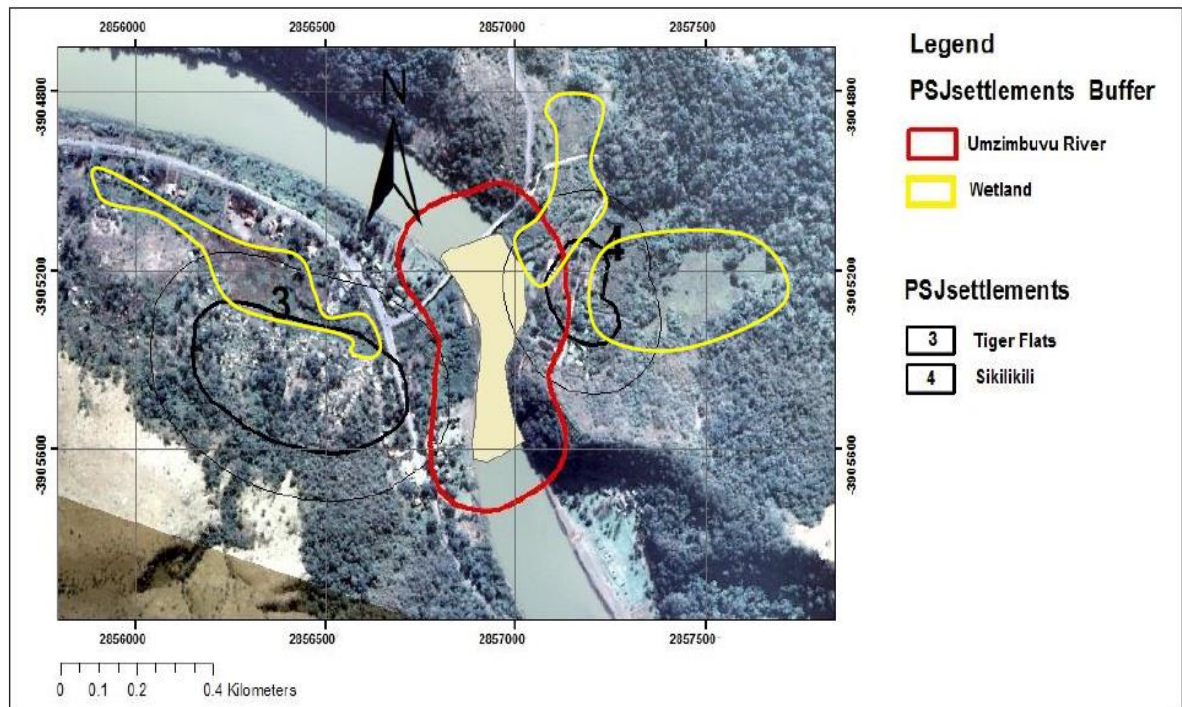 2856000 2856500 2857000 2857500
Legend
PSJsettlements Buffer
Umzimbuvu River
Wetland
PSJsettlements
3 Tiger Flats
4 Sikilikili
N
4
3
-3904800 -3904800
-3905200 -3905200
-3905600 -3905600
2856000 2856500 2857000 2857500
0 0.1 0.2 0.4 Kilometers